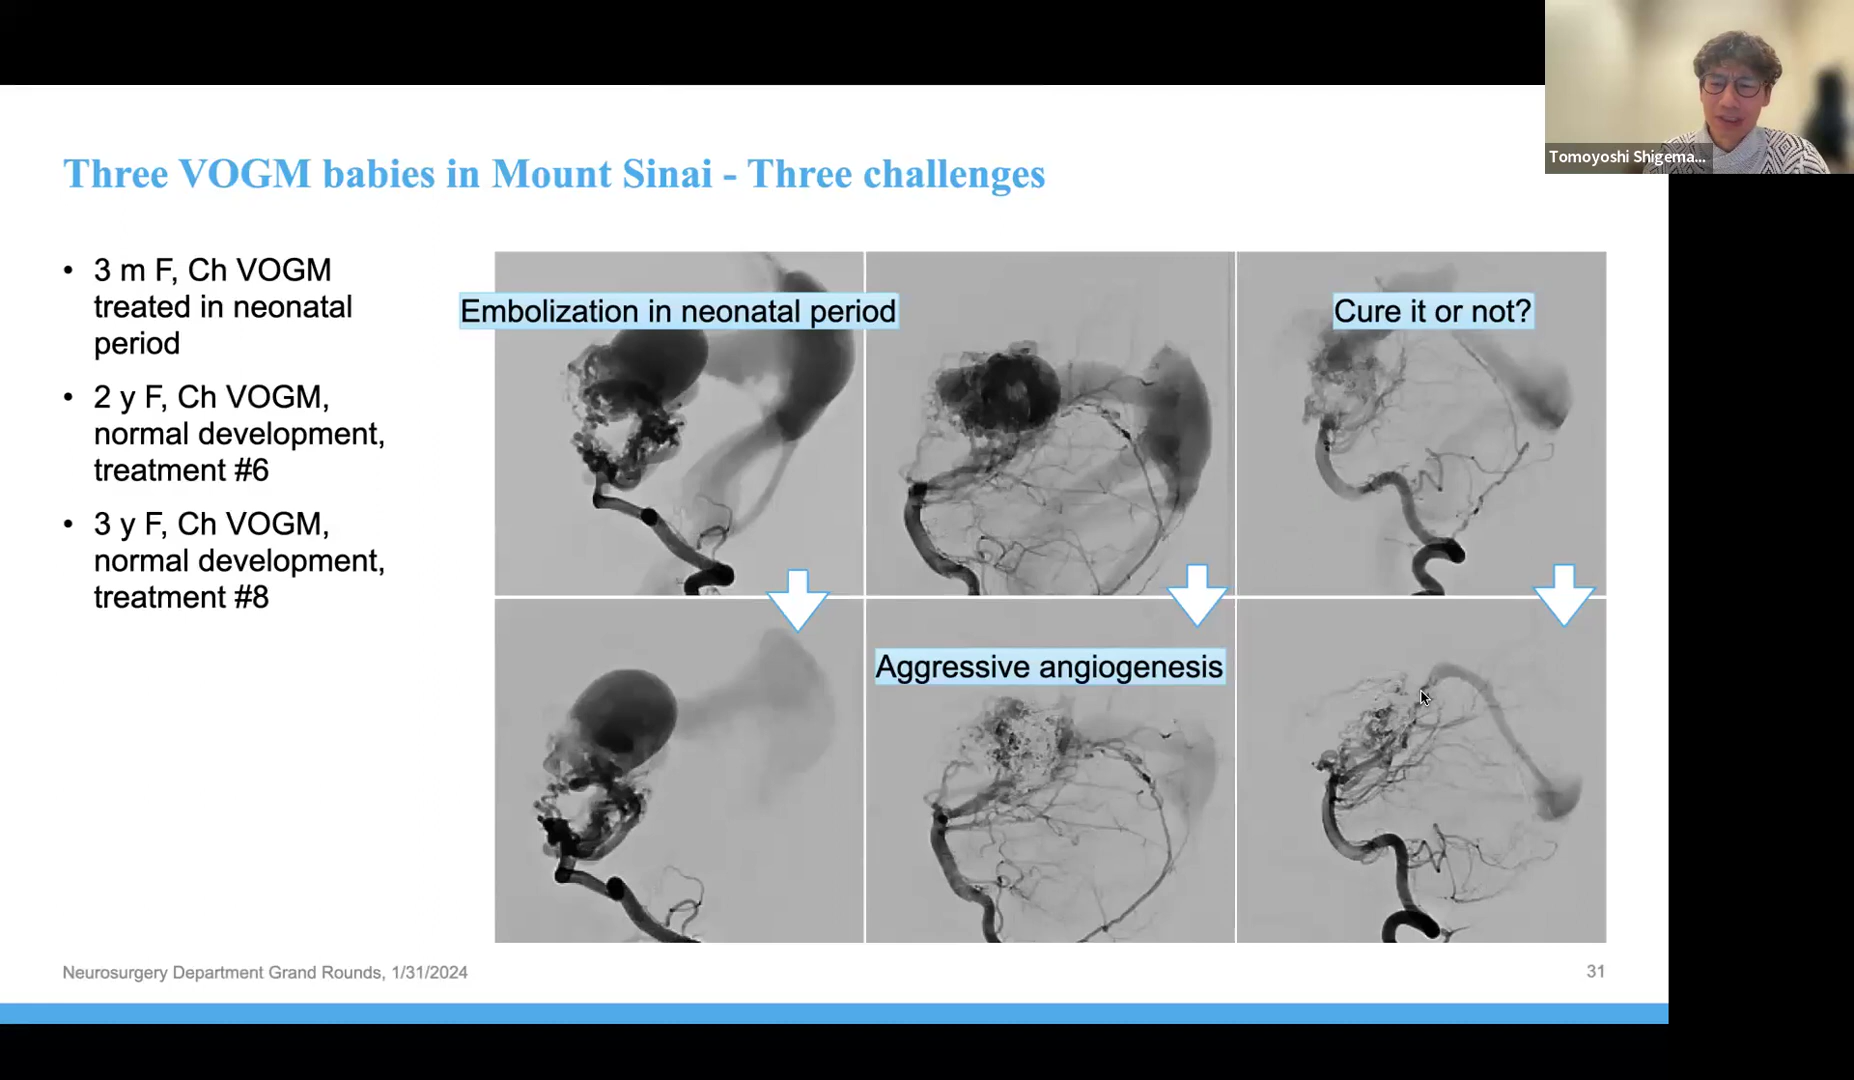 Tomoyoshi Shigema...
Three VOGM babies in Mount Sinai - Three challenges
• 3 m F, Ch VOGM
treated in neonatal
period
• 2 y F, Ch VOGM,
normal development,
treatment #6
• 3 y F, Ch VOGM,
normal development,
treatment #8
Embolization in neonatal period
Cure it or not?
Aggressive angiogenesis
Neurosurgery Department Grand Rounds, 1/31/2024
31